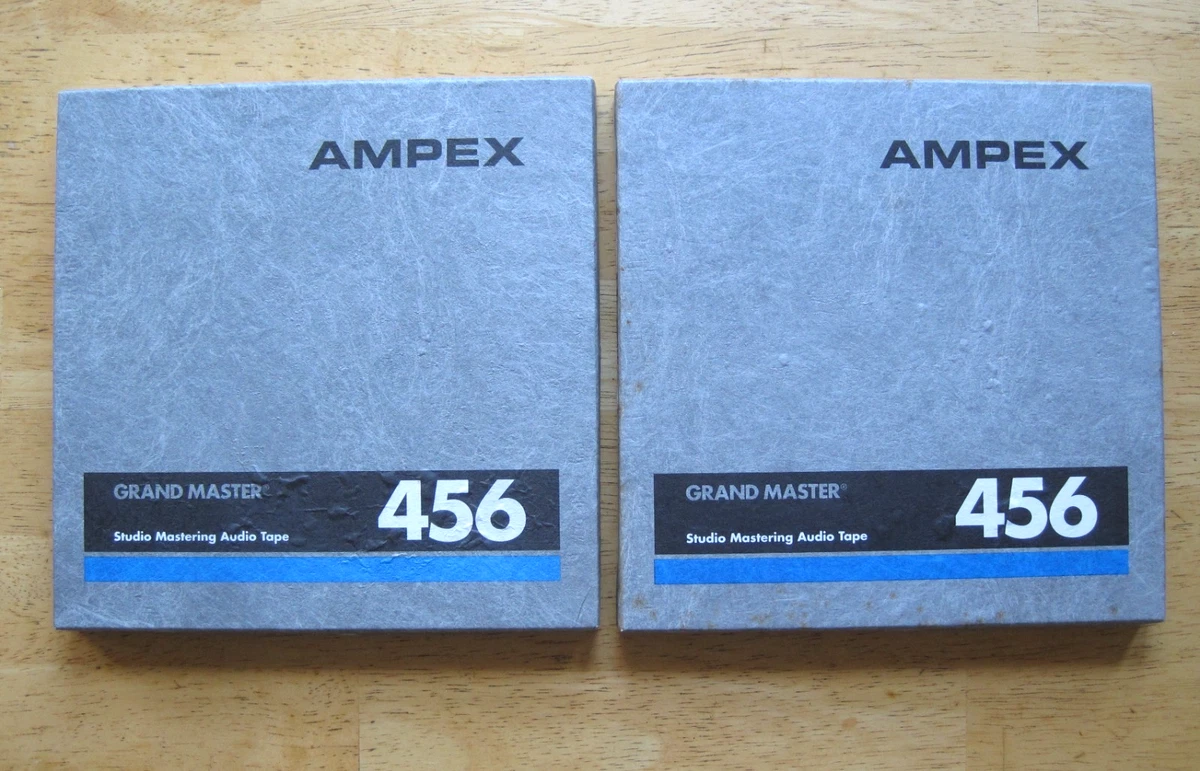 AMPEX
GRAND MASTER®
456
Studio Mastering Audio Tape
AMPEX
GRAND MASTER®
456
Studio Mastering Audio Tape